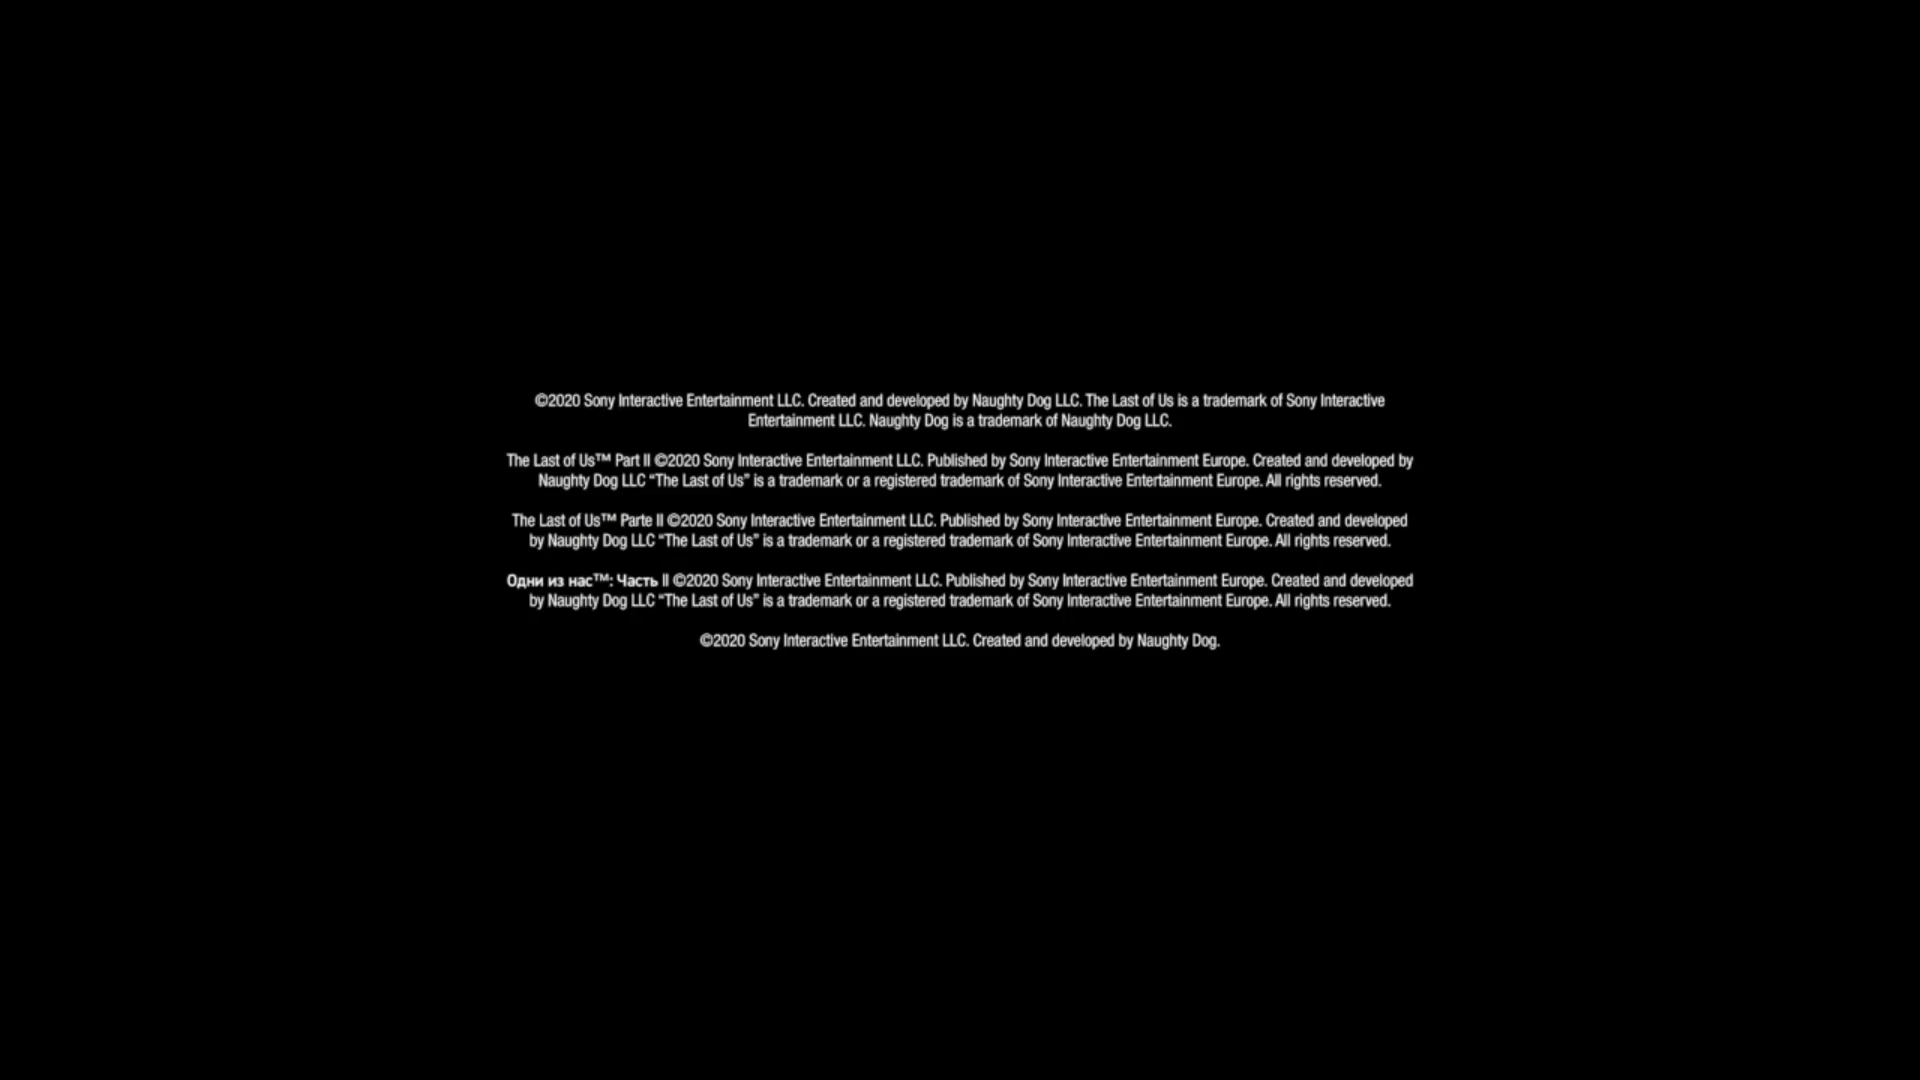 ©2020 Sony Interactive Entertainment LLC. Created and developed by Naughty Dog LLC. The Last of Us is a trademark of Sony Interactive
Entertainment LLC. Naughty Dog is a trademark of Naughty Dog LLC.
The Last of Us™ Part II ©2020 Sony Interactive Entertainment LLC. Published by Sony Interactive Entertainment Europe. Created and developed by
Naughty Dog LLC “The Last of Us” is a trademark or a registered trademark of Sony Interactive Entertainment Europe. All rights reserved.
The Last of Us™ Parte II ©2020 Sony Interactive Entertainment LLC. Published by Sony Interactive Entertainment Europe. Created and developed
by Naughty Dog LLC “The Last of Us” is a trademark or a registered trademark of Sony Interactive Entertainment Europe. All rights reserved.
Одни из нас™: Часть II ©2020 Sony Interactive Entertainment LLC. Published by Sony Interactive Entertainment Europe. Created and developed
by Naughty Dog LLC “The Last of Us” is a trademark or a registered trademark of Sony Interactive Entertainment Europe. All rights reserved.
©2020 Sony Interactive Entertainment LLC. Created and developed by Naughty Dog.